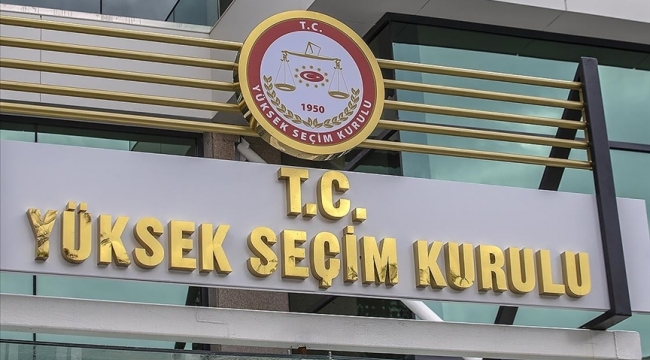 T.C.
1950
YÜKSEK SEÇİM KURULU
T.C.
YÜKSEK SEÇİM KURULU